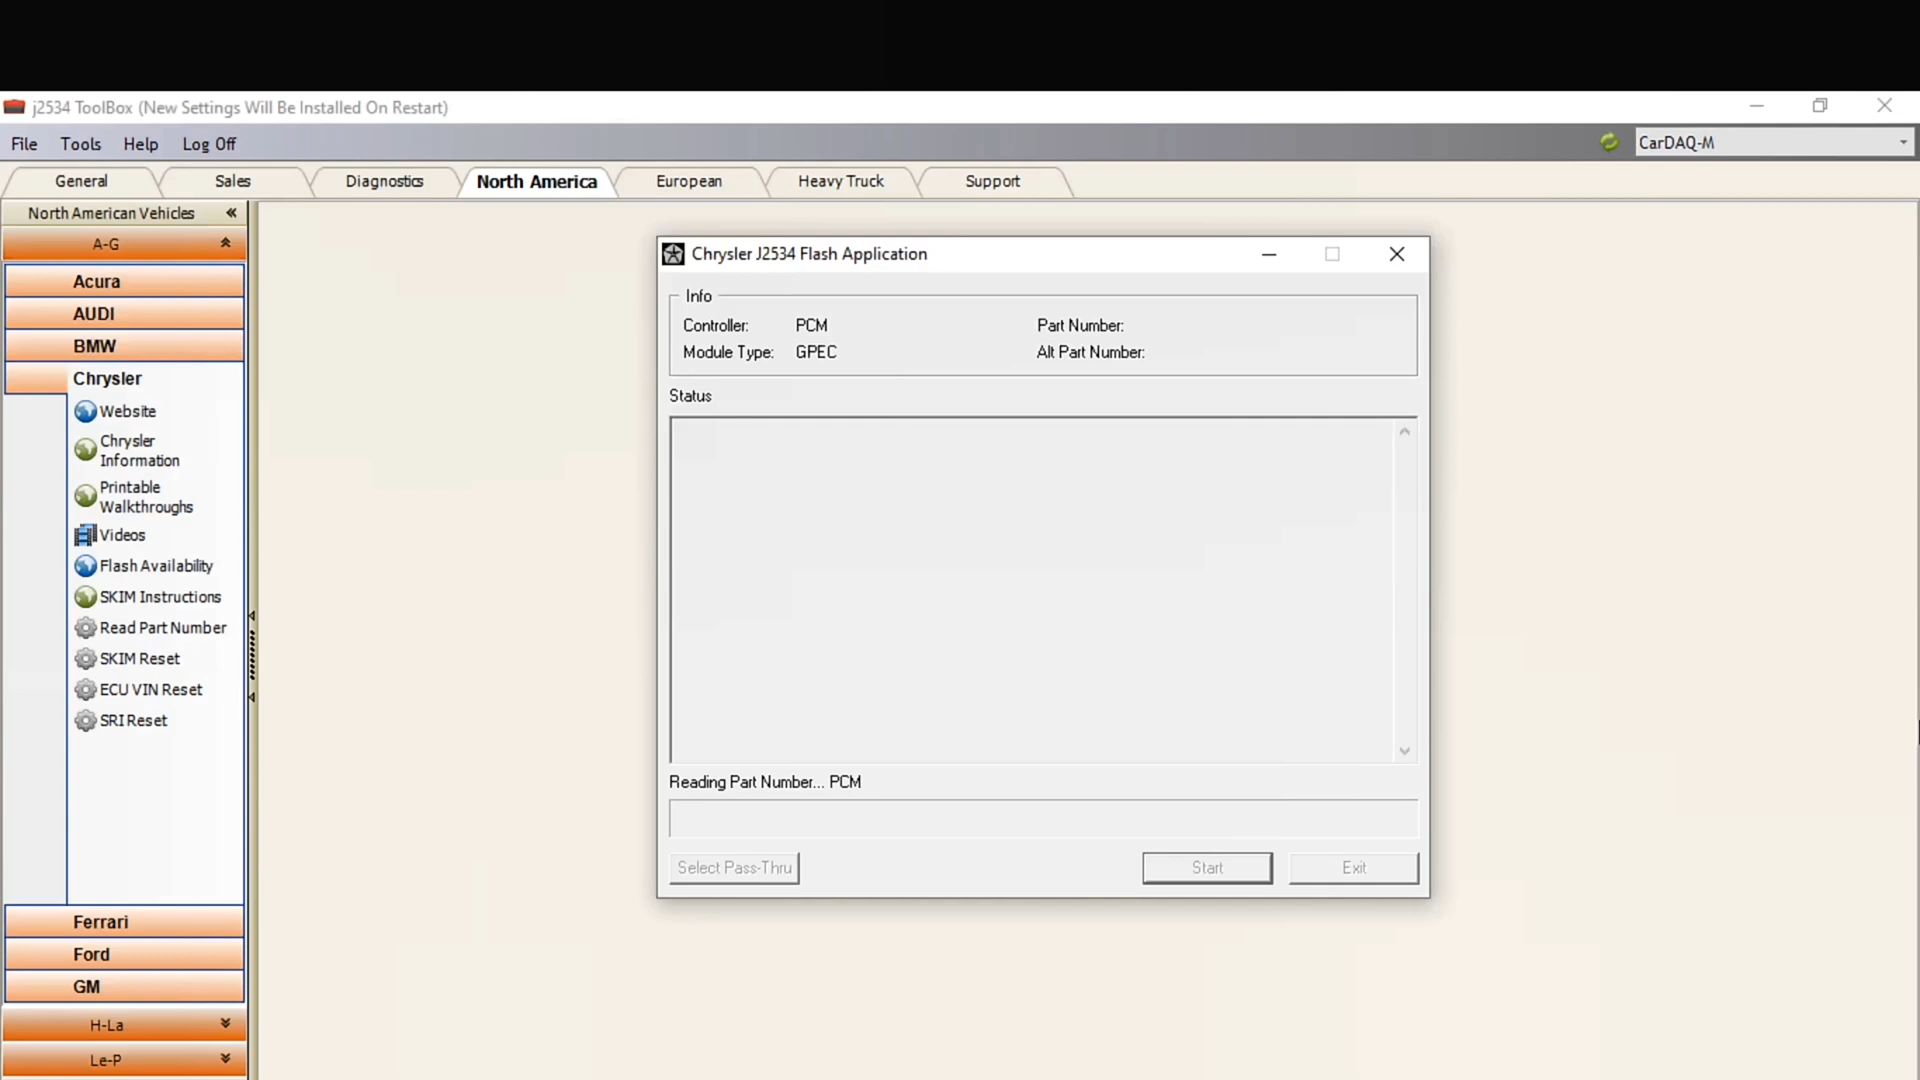 j2534 ToolBox (New Settings Will Be Installed On Restart)
File Tools Help Log Off
CarDAQ-M
General Sales Diagnostics North America European Heavy Truck Support
North American Vehicles «
A-G
Acura
AUDI
BMW
Chrysler
Website
Chrysler
Information
Printable
Walkthroughs
Videos
Flash Availability
SKIM Instructions
Read Part Number
SKIM Reset
ECU VIN Reset
SRI Reset
Ferrari
Ford
GM
H-La
Le-P
Chrysler J2534 Flash Application
Info
Controller: PCM Part Number:
Module Type: GPEC Alt Part Number:
Status
Reading Part Number... PCM
Select Pass-Thru Start Exit